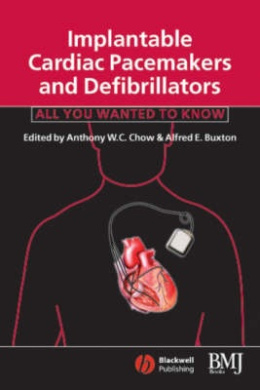 Implantable
Cardiac Pacemakers
and Defibrillators
ALL YOU WANTED TO KNOW
Edited by Anthony W.C. Chow & Alfred E. Buxton
Blackwell
Publishing
BMJ
Books